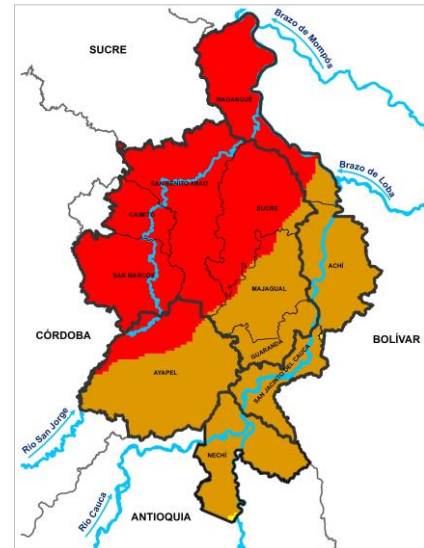 SUCRE
Brazo de Mompós
MAGANGUÉ
Brazo de Loba
SAN BENITO ABAD
CAIMITO
SUCRE
SAN MARCOS
ACHÍ
MAJAGUAL
CÓRDOBA
BOLÍVAR
GUARANDA
AYAPEL
SAN JACINTO DEL CAUCA
Río San Jorge
NECHÍ
Río Cauca
ANTIOQUIA